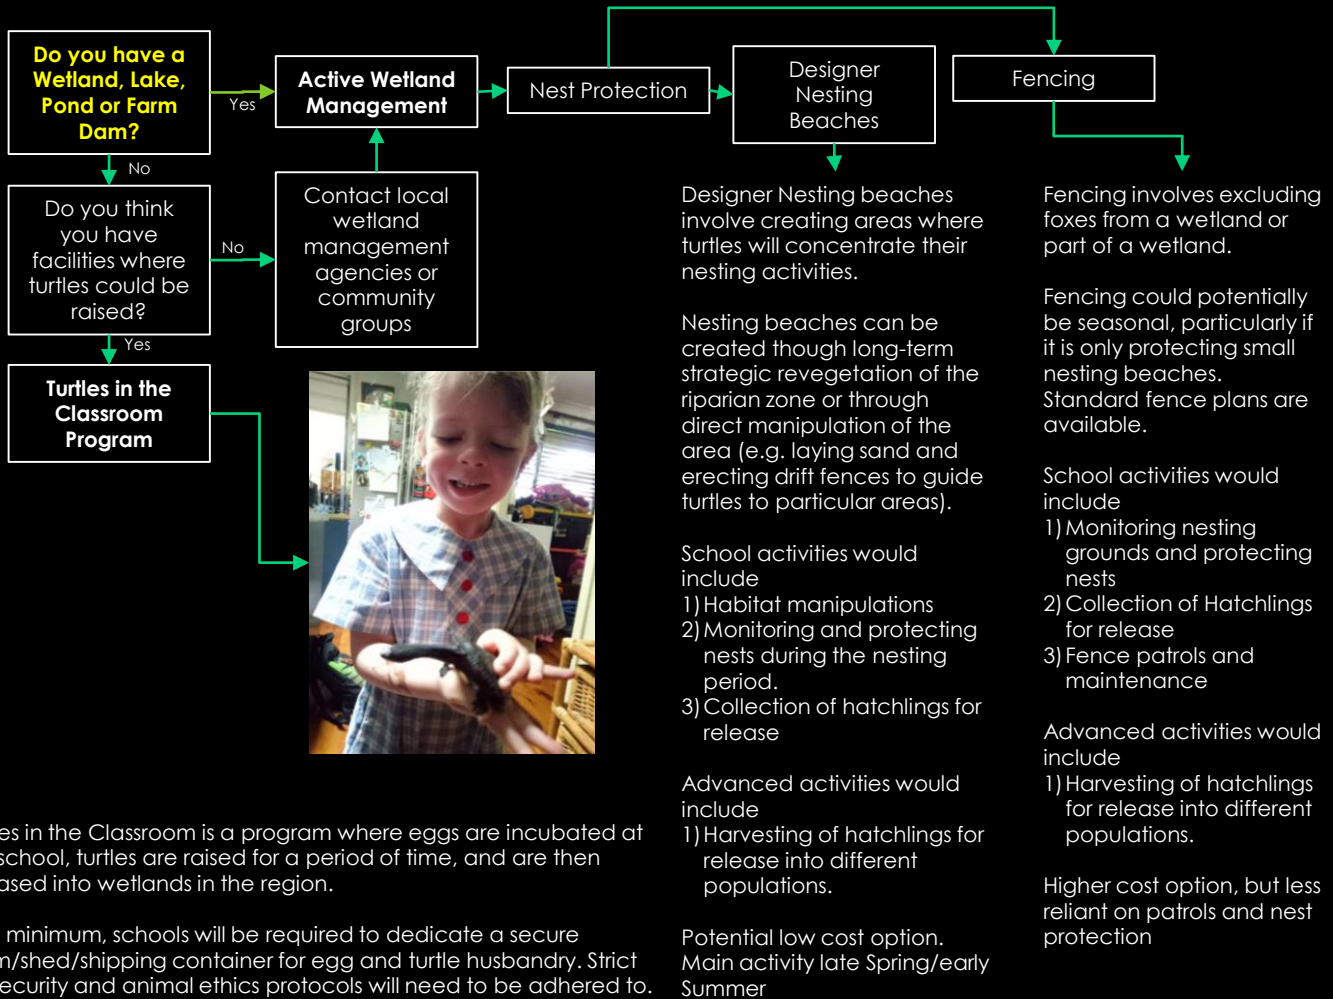 Do you have a
Wetland, Lake,
Pond or Farm
Dam?
Yes
Active Wetland
Management
Nest Protection
Designer
Nesting
Beaches
Fencing
No
Do you think
you have
facilities where
turtles could be
raised?
No
Contact local
wetland
management
agencies or
community
groups
Yes
Turtles in the
Classroom
Program
Designer Nesting beaches
involve creating areas where
turtles will concentrate their
nesting activities.
Nesting beaches can be
created though long-term
strategic revegetation of the
riparian zone or through
direct manipulation of the
area (e.g. laying sand and
erecting drift fences to guide
turtles to particular areas).
School activities would
include
1) Habitat manipulations
2) Monitoring and protecting
nests during the nesting
period.
3) Collection of hatchlings for
release
Advanced activities would
include
1) Harvesting of hatchlings for
release into different
populations.
Potential low cost option.
Main activity late Spring/early
Summer
Fencing involves excluding
foxes from a wetland or
part of a wetland.
Fencing could potentially
be seasonal, particularly if
it is only protecting small
nesting beaches.
Standard fence plans are
available.
School activities would
include
1) Monitoring nesting
grounds and protecting
nests
2) Collection of Hatchlings
for release
3) Fence patrols and
maintenance
Advanced activities would
include
1) Harvesting of hatchlings
for release into different
populations.
Higher cost option, but less
reliant on patrols and nest
protection
es in the Classroom is a program where eggs are incubated at
school, turtles are raised for a period of time, and are then
ased into wetlands in the region.
minimum, schools will be required to dedicate a secure
m/shed/shipping container for egg and turtle husbandry. Strict
ecurity and animal ethics protocols will need to be adhered to.